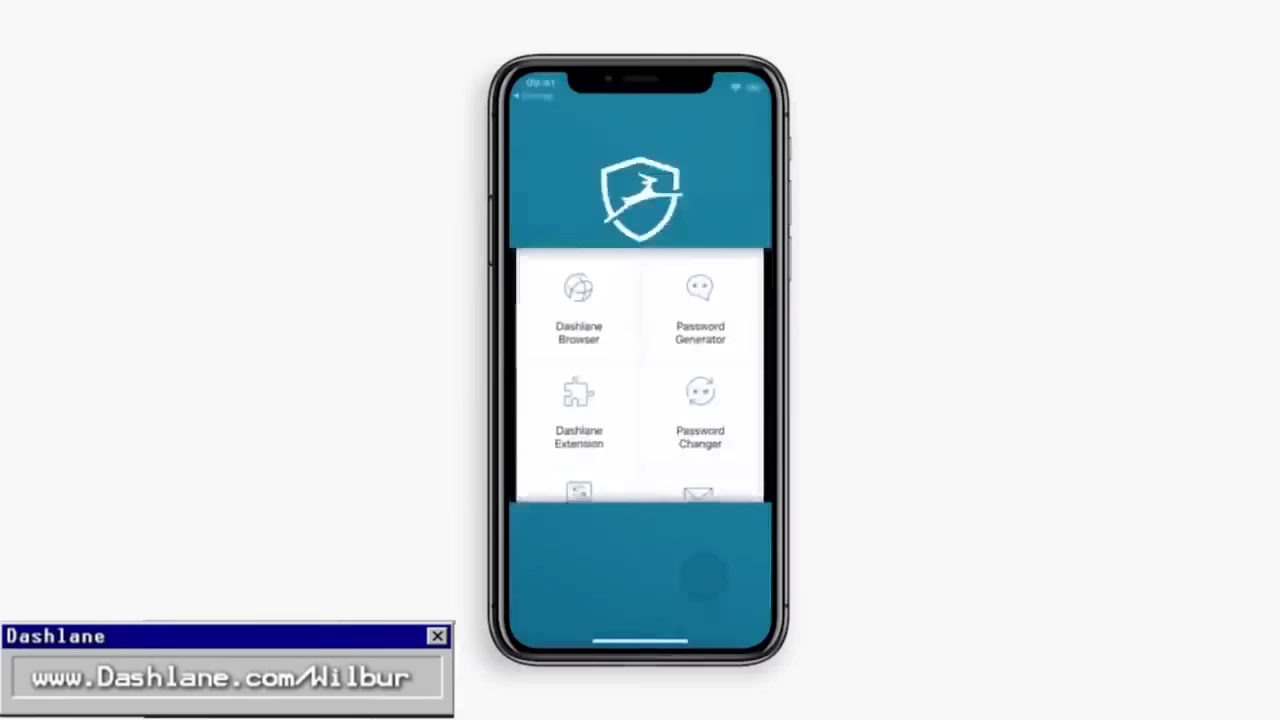 Dashlane
Browser
Password
Generator
Dashlane
Extension
Password
Changer
Dashlane
www.Dashlane.com/Wilbur